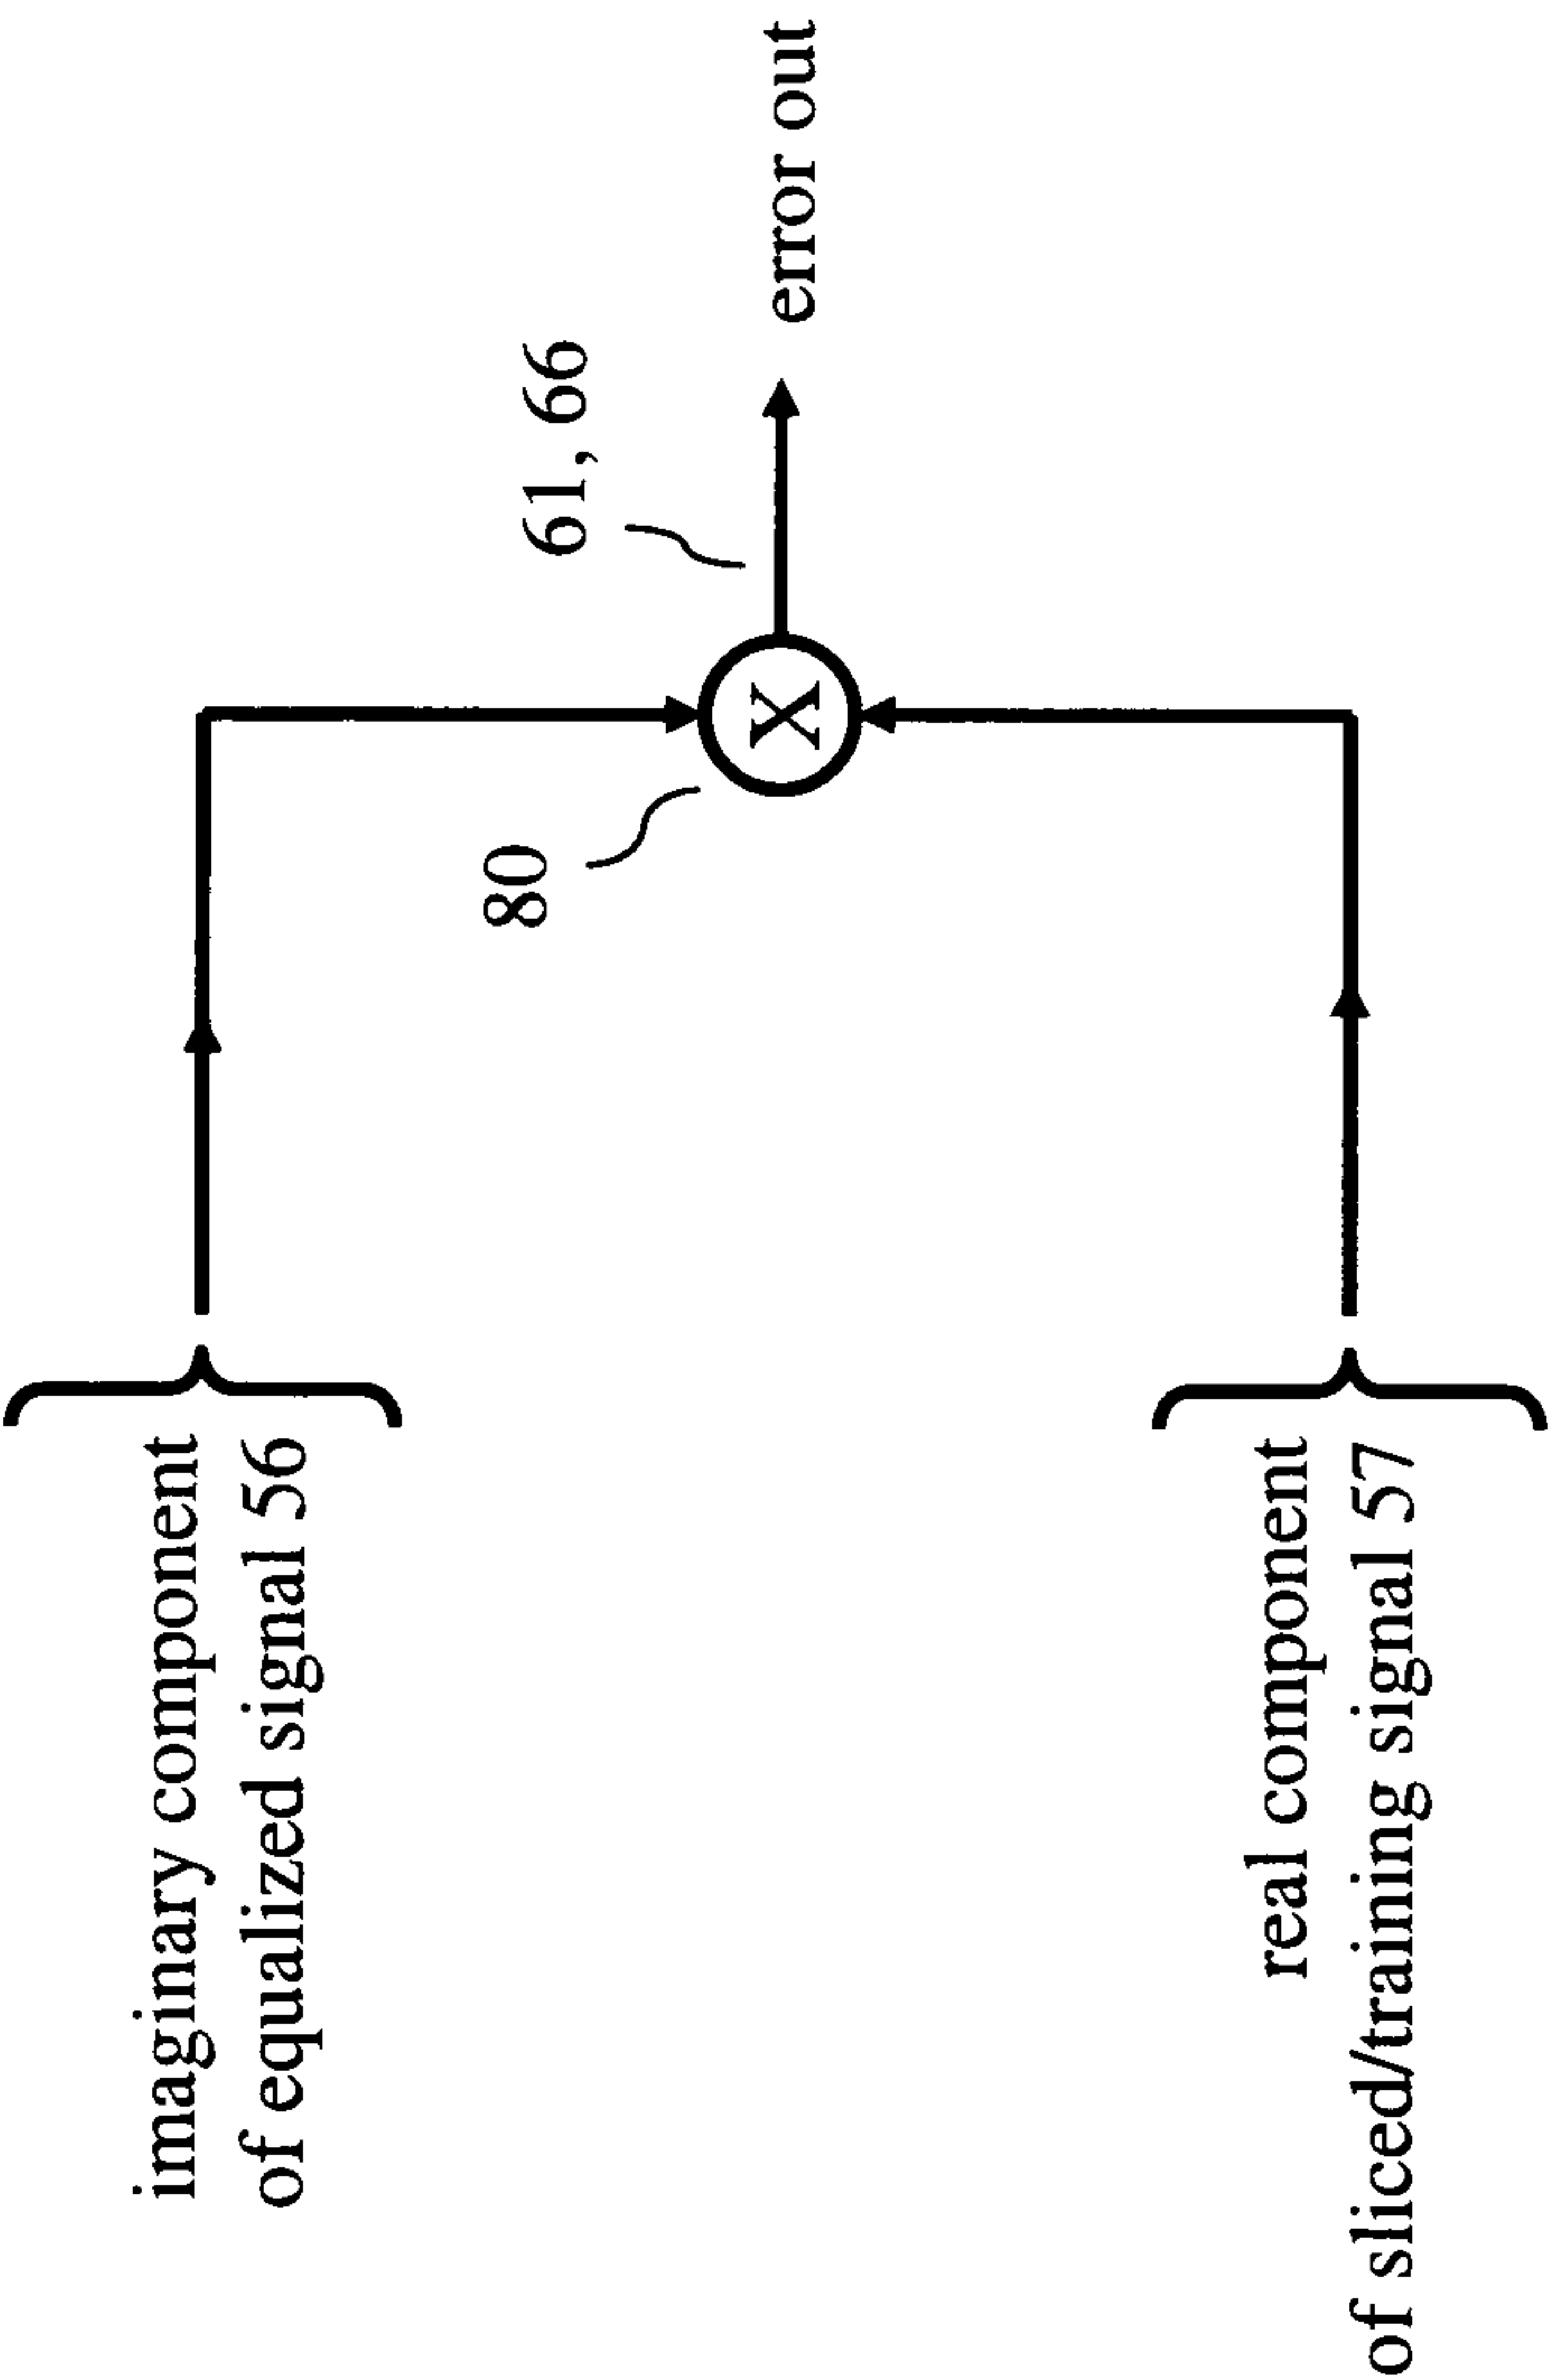 imaginary component
of equalized signal 56
80
X
61, 66
error out
real component
of sliced/training signal 57